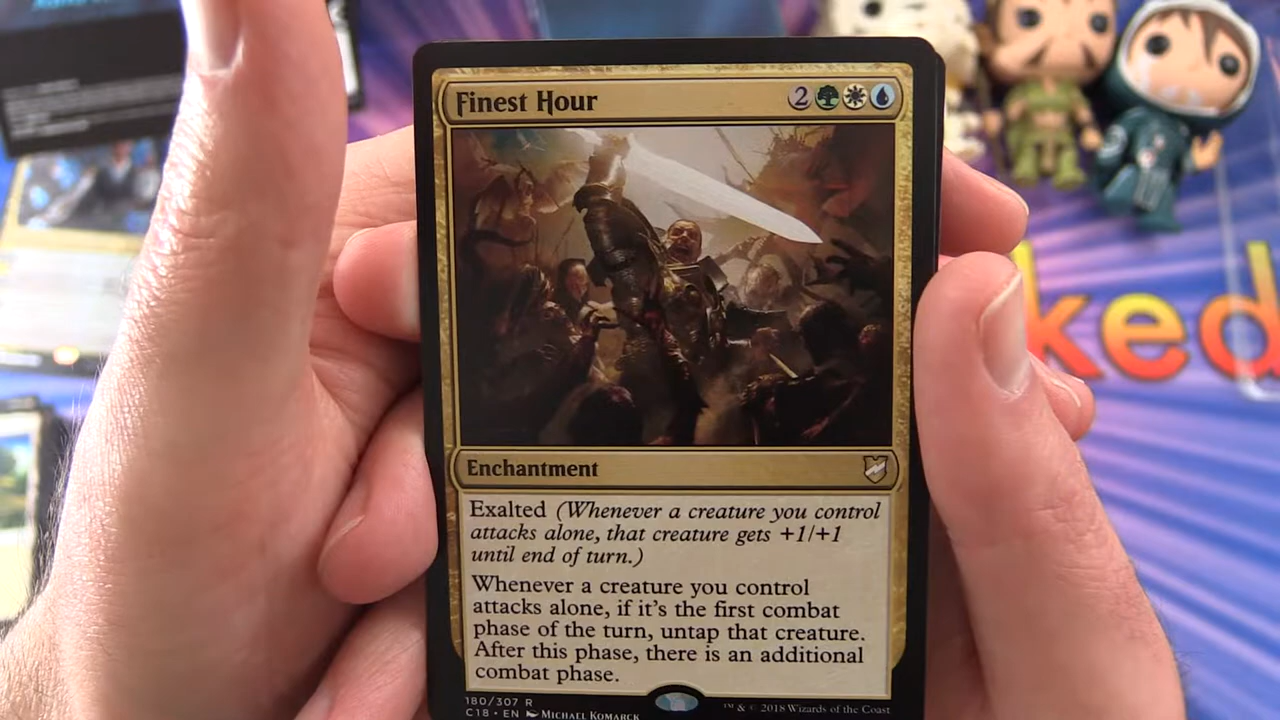 Finest Hour 2
Enchantment
Exalted (Whenever a creature you control
attacks alone, that creature gets +1/+1
until end of turn.)
Whenever a creature you control
attacks alone, if it's the first combat
phase of the turn, untap that creature.
After this phase, there is an additional
combat phase.
180/307 R
C18 • EN MICHAEL KOMARCK
™ & © 2018 Wizards of the Coast
ked